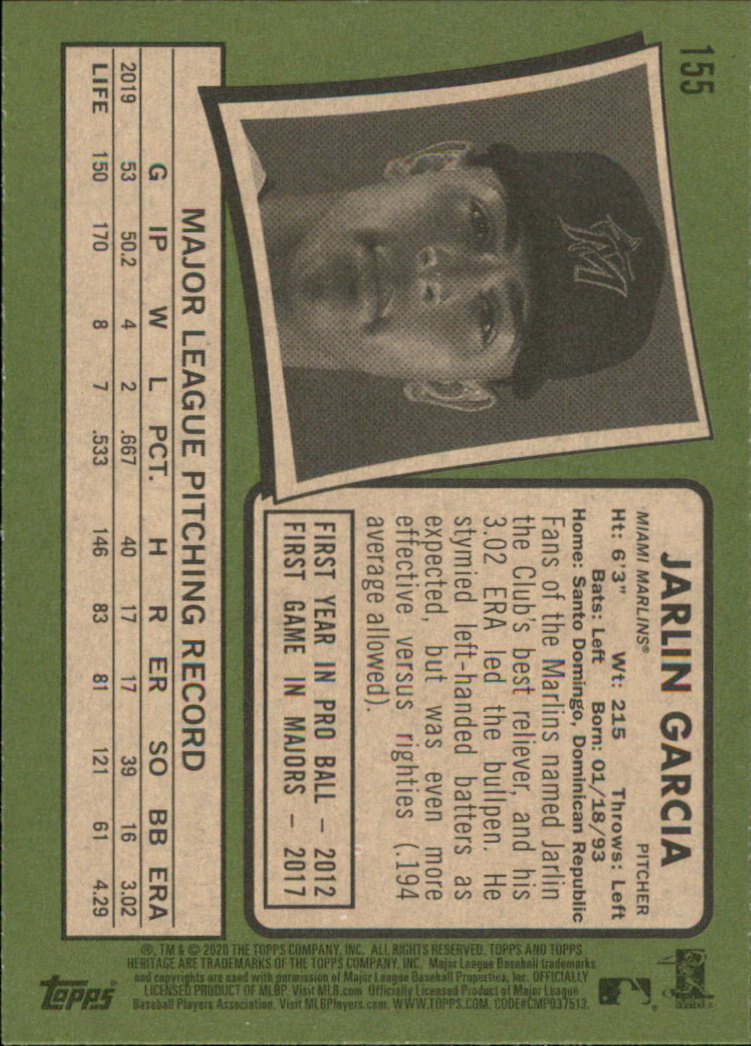 155
JARLIN GARCIA
MIAMI MARLINS® PITCHER
Ht: 6'3" Wt: 215 Throws: Left
Bats: Left Born: 01/18/93
Home: Santo Domingo, Dominican Republic
Fans of the Marlins named Jarlin
the Club's best reliever, and his
3.02 ERA led the bullpen. He
stymied left-handed batters as
expected, but was even more
effective versus righties (.194
average allowed).
FIRST YEAR IN PRO BALL – 2012
FIRST GAME IN MAJORS – 2017
MAJOR LEAGUE PITCHING RECORD
G IP W L PCT. H R ER SO BB ERA
2019 53 50.2 4 2 .667 40 17 17 39 16 3.02
LIFE 150 170 8 7 .533 146 83 81 121 61 4.29
®, TM & © 2020 THE TOPPS COMPANY, INC. ALL RIGHTS RESERVED. TOPPS AND TOPPS
HERITAGE ARE TRADEMARKS OF THE TOPPS COMPANY, INC. Major League Baseball trademarks
and copyrights are used with permission of Major League Baseball Properties, Inc. OFFICIALLY
LICENSED PRODUCT OF MLBP. Visit MLB.com Officially Licensed Product of Major League
Baseball Players Association. Visit MLBPlayers.com. WWW.TOPPS.COM. CODE#CMP037513.
Topps